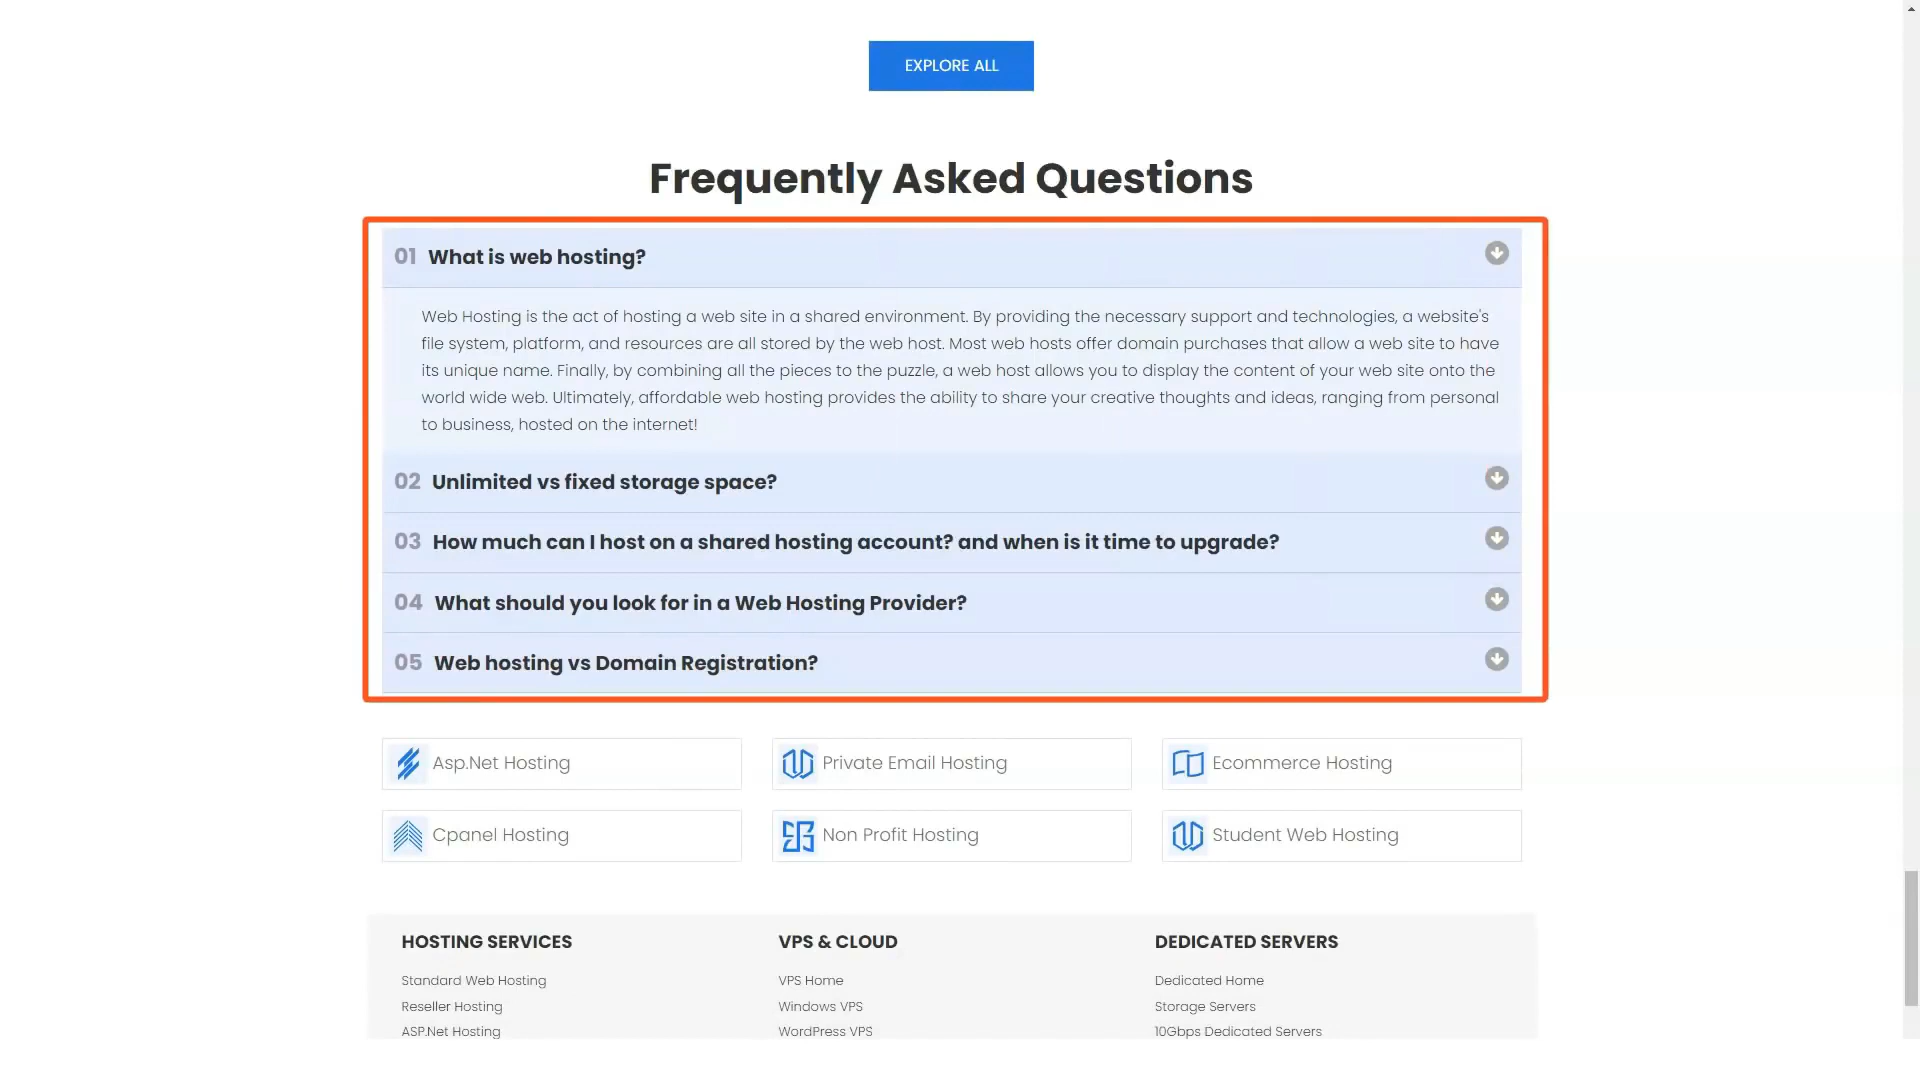 EXPLORE ALL
Frequently Asked Questions
01 What is web hosting?
Web Hosting is the act of hosting a web site in a shared environment. By providing the necessary support and technologies, a website's
file system, platform, and resources are all stored by the web host. Most web hosts offer domain purchases that allow a web site to have
its unique name. Finally, by combining all the pieces to the puzzle, a web host allows you to display the content of your web site onto the
world wide web. Ultimately, affordable web hosting provides the ability to share your creative thoughts and ideas, ranging from personal
to business, hosted on the internet!
02 Unlimited vs fixed storage space?
03 How much can I host on a shared hosting account? and when is it time to upgrade?
04 What should you look for in a Web Hosting Provider?
05 Web hosting vs Domain Registration?
Asp.Net Hosting
Private Email Hosting
Ecommerce Hosting
Cpanel Hosting
Non Profit Hosting
Student Web Hosting
HOSTING SERVICES
Standard Web Hosting
Reseller Hosting
ASP.Net Hosting
VPS & CLOUD
VPS Home
Windows VPS
WordPress VPS
DEDICATED SERVERS
Dedicated Home
Storage Servers
10Gbps Dedicated Servers